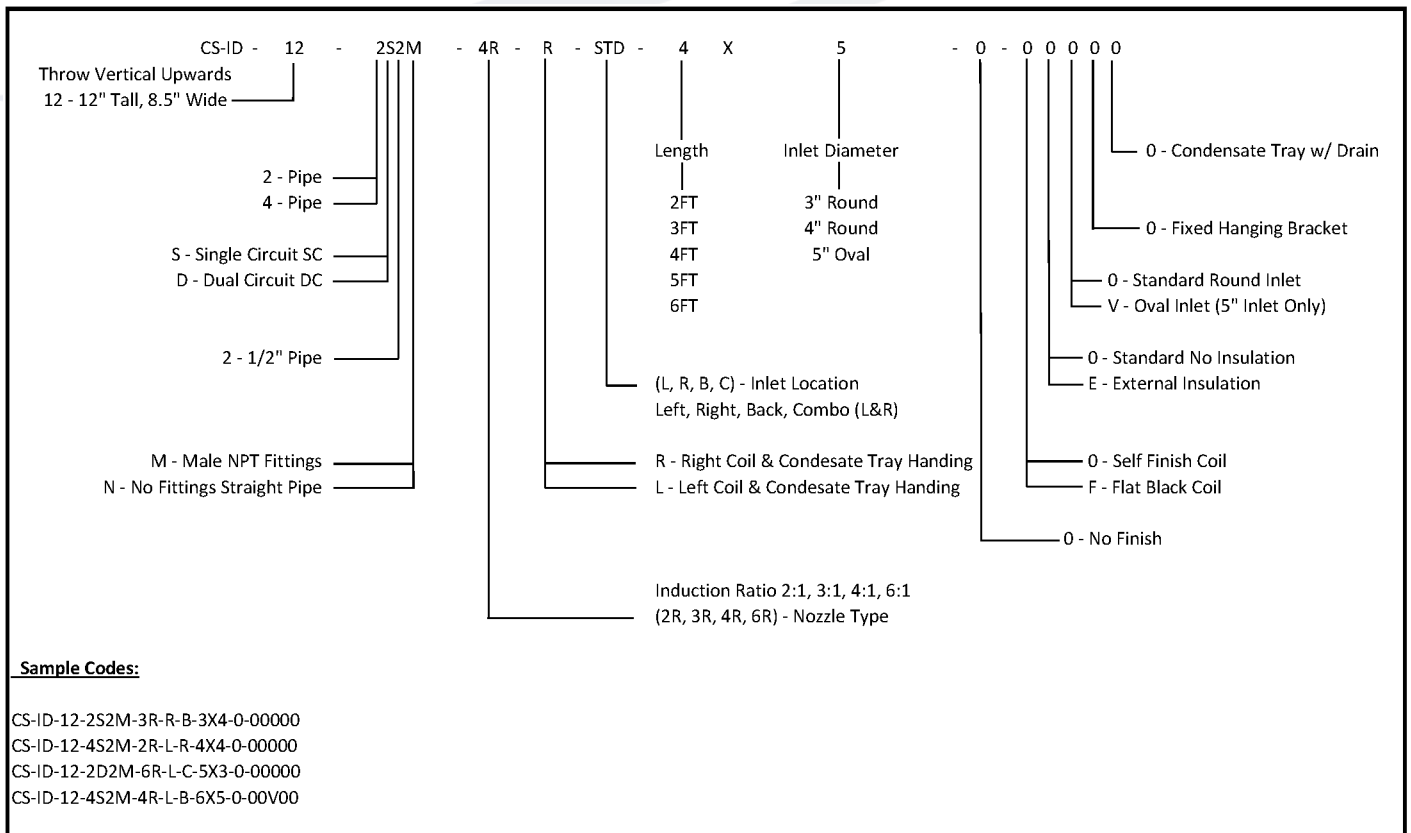 CS-ID - 12 - 2S2M - 4R - R - STD - 4 X 5 - 0 - 0 0 0 0 0
Throw Vertical Upwards
12 - 12" Tall, 8.5" Wide
Length
Inlet Diameter
0 - Condensate Tray w/ Drain
2 - Pipe
4 - Pipe
2FT
3FT
4FT
5FT
6FT
3" Round
4" Round
5" Oval
0 - Fixed Hanging Bracket
S - Single Circuit SC
D - Dual Circuit DC
0 - Standard Round Inlet
V - Oval Inlet (5" Inlet Only)
2 - 1/2" Pipe
0 - Standard No Insulation
E - External Insulation
(L, R, B, C) - Inlet Location
Left, Right, Back, Combo (L&R)
M - Male NPT Fittings
N - No Fittings Straight Pipe
R - Right Coil & Condesate Tray Handing
L - Left Coil & Condesate Tray Handing
0 - Self Finish Coil
F - Flat Black Coil
0 - No Finish
Induction Ratio 2:1, 3:1, 4:1, 6:1
(2R, 3R, 4R, 6R) - Nozzle Type
Sample Codes:
CS-ID-12-2S2M-3R-R-B-3X4-0-00000
CS-ID-12-4S2M-2R-L-R-4X4-0-00000
CS-ID-12-2D2M-6R-L-C-5X3-0-00000
CS-ID-12-4S2M-4R-L-B-6X5-0-00V00